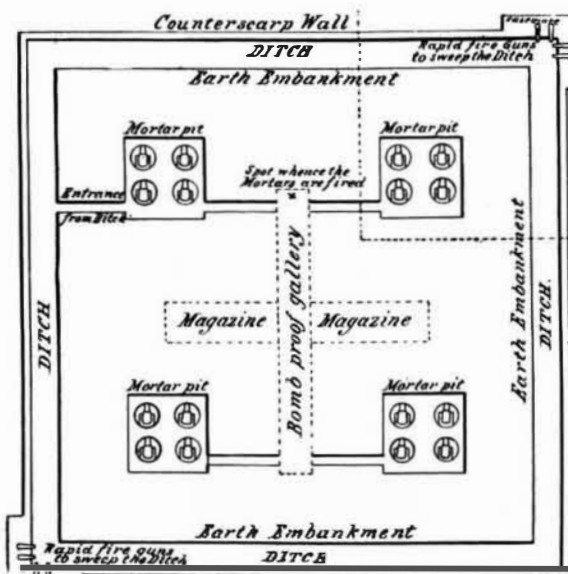 Counterscarp Wall
DITCH
Rapid fire Guns
to sweep the Ditch
Earth Embankment
Mortar pit
Mortar pit
Spot whence the
Mortars are fired
Entrance
from Ditch
Bomb proof gallery
Magazine
Magazine
DITCH
Earth Embankment
DITCH.
Mortar pit
Mortar pit
Earth Embankment
Rapid fire guns
to sweep the Ditch
DITCH